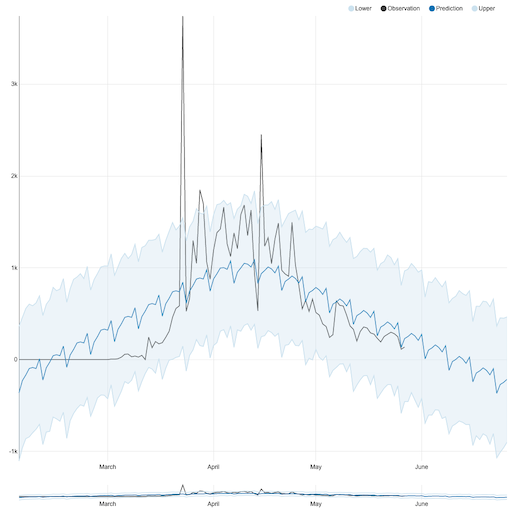 Lower Observation Prediction Upper
3k
2k
1k
0
-1k
March April May June
March April May June